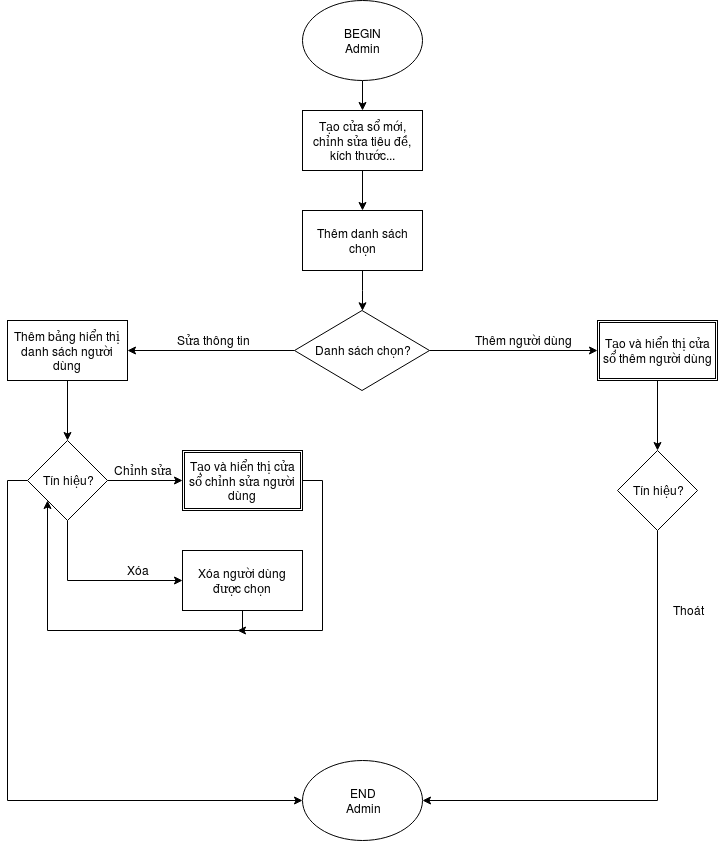 BEGIN
Admin
Tạo cửa sổ mới,
chỉnh sửa tiêu đề,
kích thước...
Thêm danh sách
chọn
Danh sách chọn?
Sửa thông tin
Thêm người dùng
Thêm bảng hiển thị
danh sách người
dùng
Tạo và hiển thị cửa
sổ thêm người dùng
Tín hiệu?
Chỉnh sửa
Tạo và hiển thị cửa
sổ chỉnh sửa người
dùng
Tín hiệu?
Xóa
Xóa người dùng
được chọn
Thoát
END
Admin